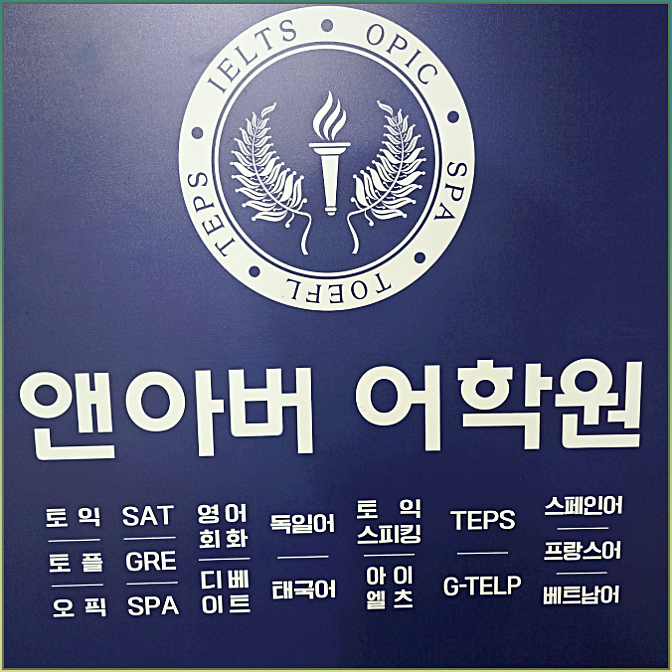 IELTS • OPIC • SPA • TOEFL • TEPS •
앤아버 어학원
토익
토플
오픽
SAT
GRE
SPA
영어
회화
디베
이트
독일어
태국어
토익
스피킹
아이
엘츠
TEPS
G-TELP
스페인어
프랑스어
베트남어